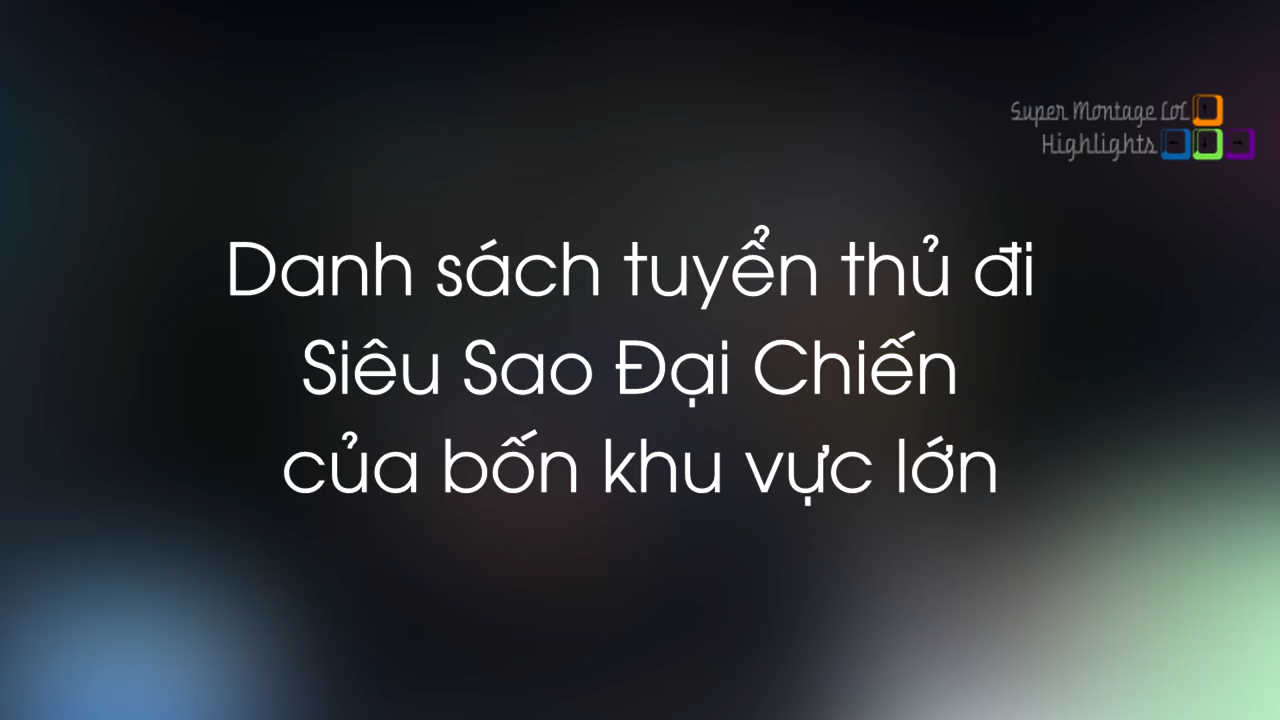 Super Montage LoL
Highlights
Danh sách tuyển thủ đi
Siêu Sao Đại Chiến
của bốn khu vực lớn